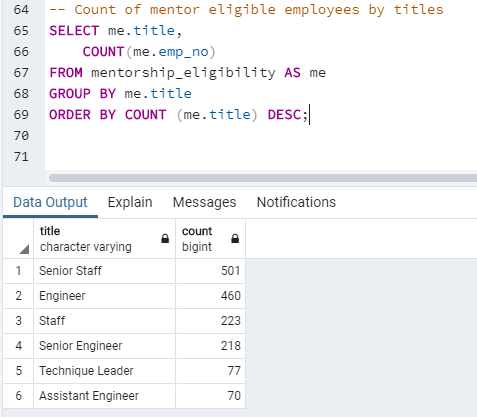 64 -- Count of mentor eligible employees by titles
65 SELECT me.title,
66 COUNT(me.emp_no)
67 FROM mentorship_eligibility AS me
68 GROUP BY me.title
69 ORDER BY COUNT (me.title) DESC;
70
71
Data Output Explain Messages Notifications
title count
character varying bigint
1 Senior Staff 501
2 Engineer 460
3 Staff 223
4 Senior Engineer 218
5 Technique Leader 77
6 Assistant Engineer 70